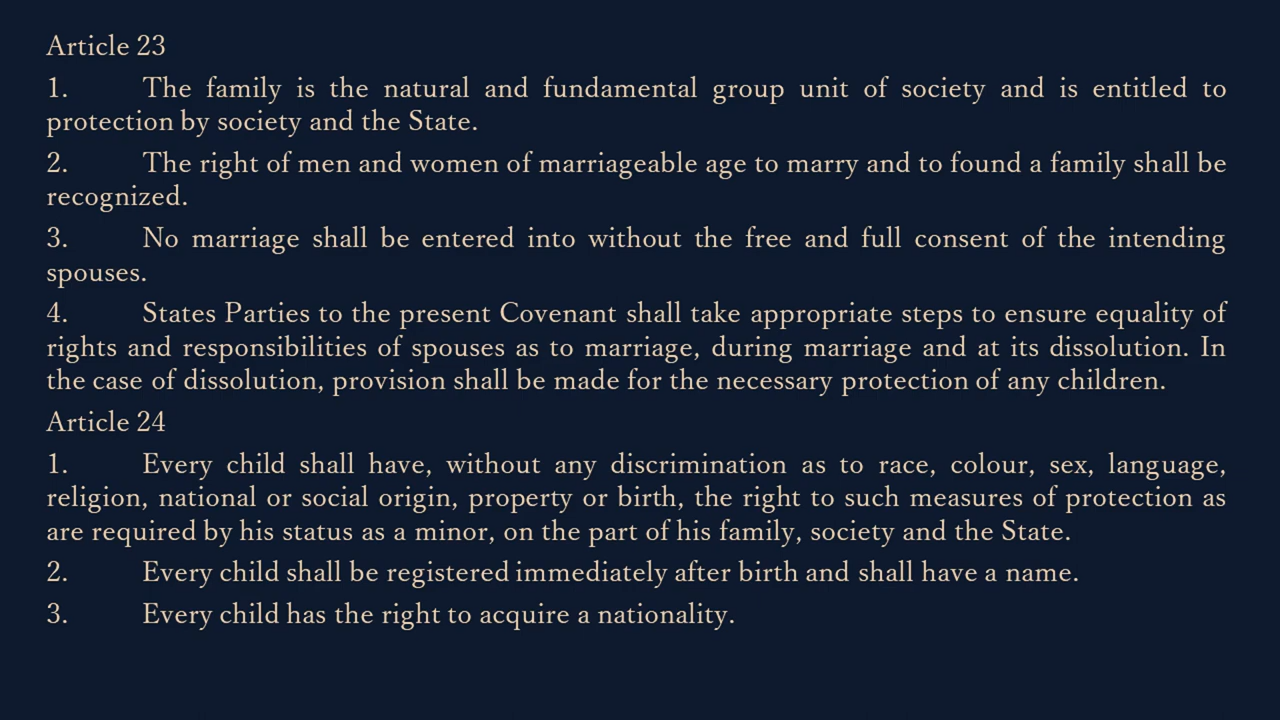 Article 23
1. The family is the natural and fundamental group unit of society and is entitled to
protection by society and the State.
2. The right of men and women of marriageable age to marry and to found a family shall be
recognized.
3. No marriage shall be entered into without the free and full consent of the intending
spouses.
4. States Parties to the present Covenant shall take appropriate steps to ensure equality of
rights and responsibilities of spouses as to marriage, during marriage and at its dissolution. In
the case of dissolution, provision shall be made for the necessary protection of any children.
Article 24
1. Every child shall have, without any discrimination as to race, colour, sex, language,
religion, national or social origin, property or birth, the right to such measures of protection as
are required by his status as a minor, on the part of his family, society and the State.
2. Every child shall be registered immediately after birth and shall have a name.
3. Every child has the right to acquire a nationality.